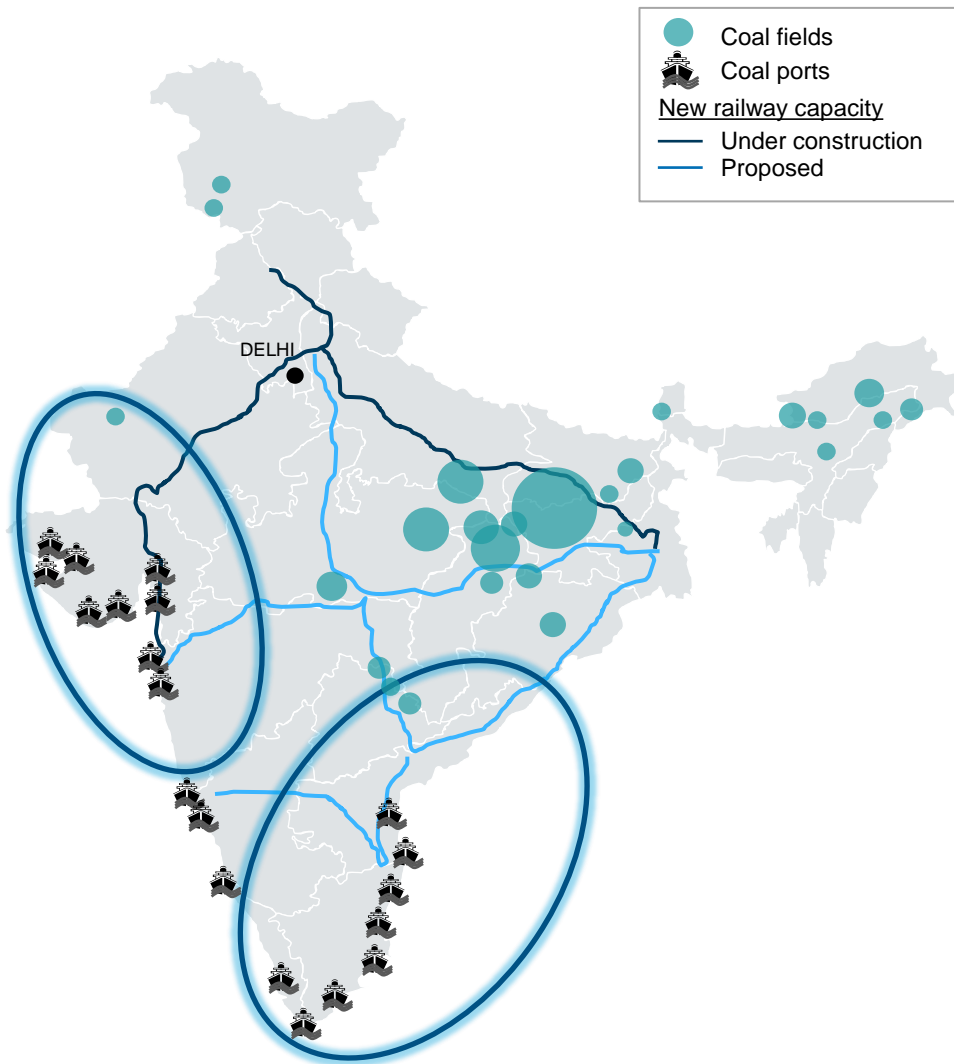 Coal fields
Coal ports
New railway capacity
Under construction
Proposed
DELHI